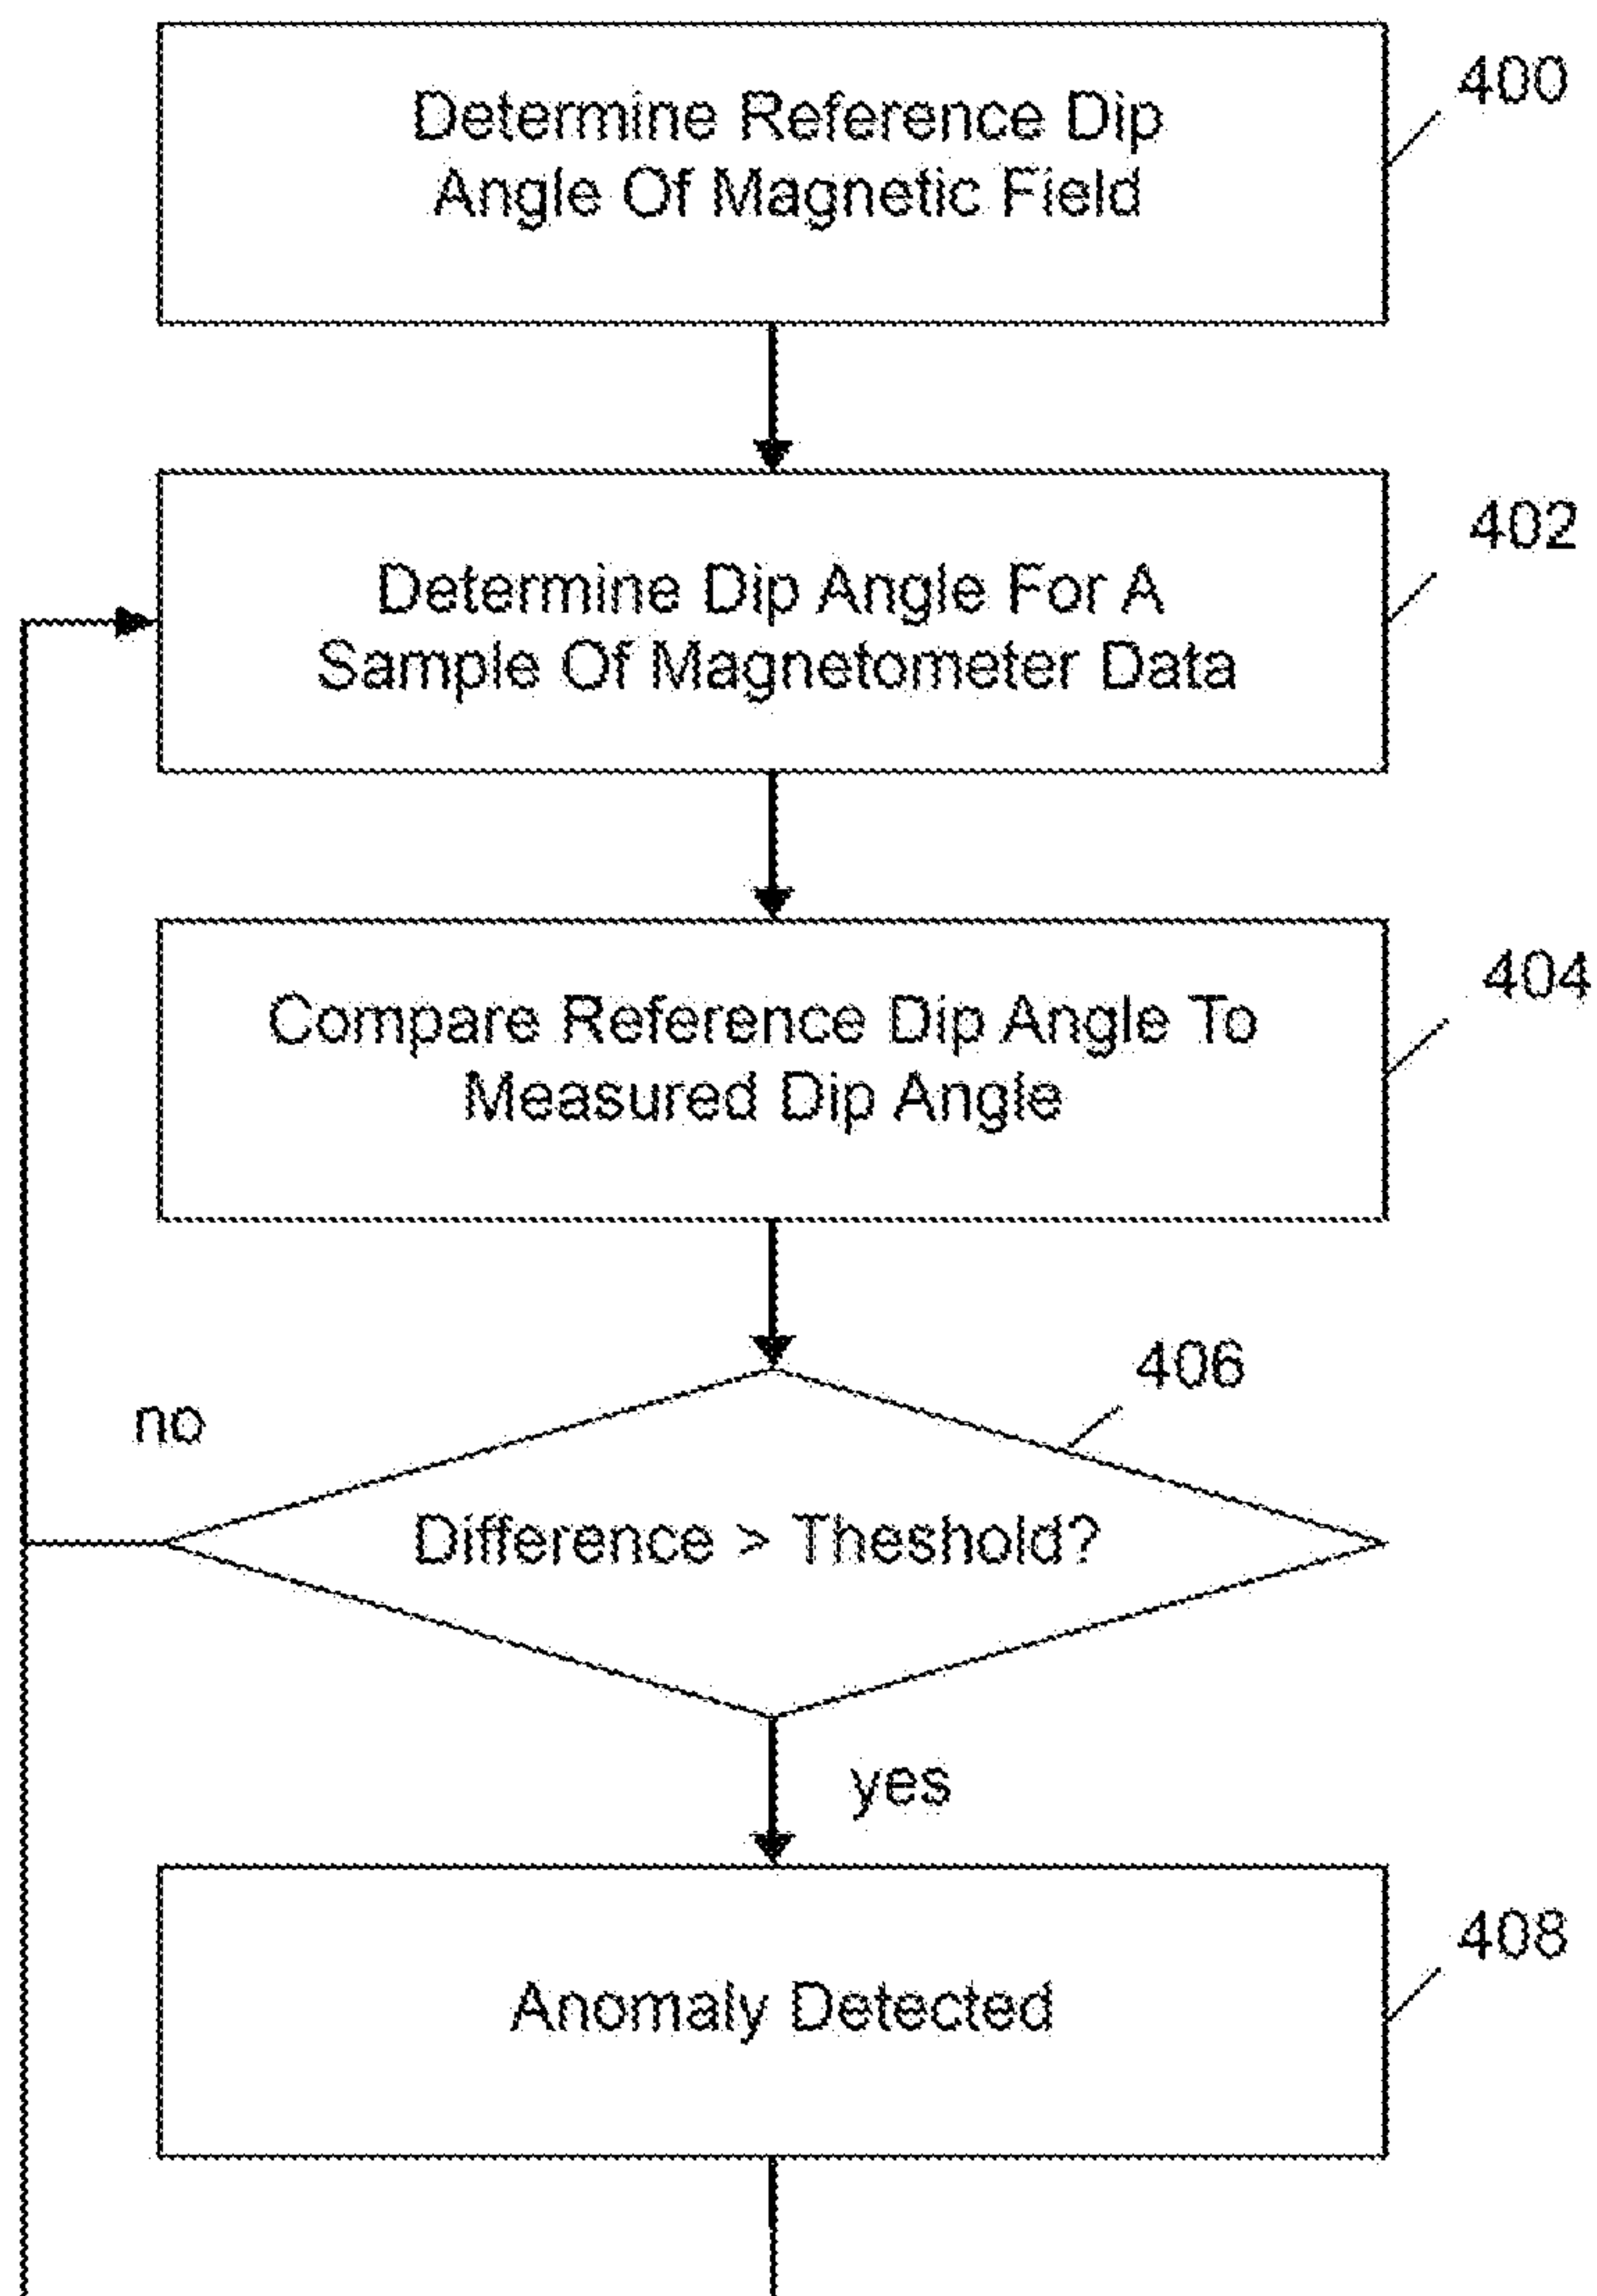 400
Determine Reference Dip
Angle Of Magnetic Field
402
Determine Dip Angle For A
Sample Of Magnetometer Data
404
Compare Reference Dip Angle To
Measured Dip Angle
406
no
Difference > Theshold?
yes
408
Anomaly Detected